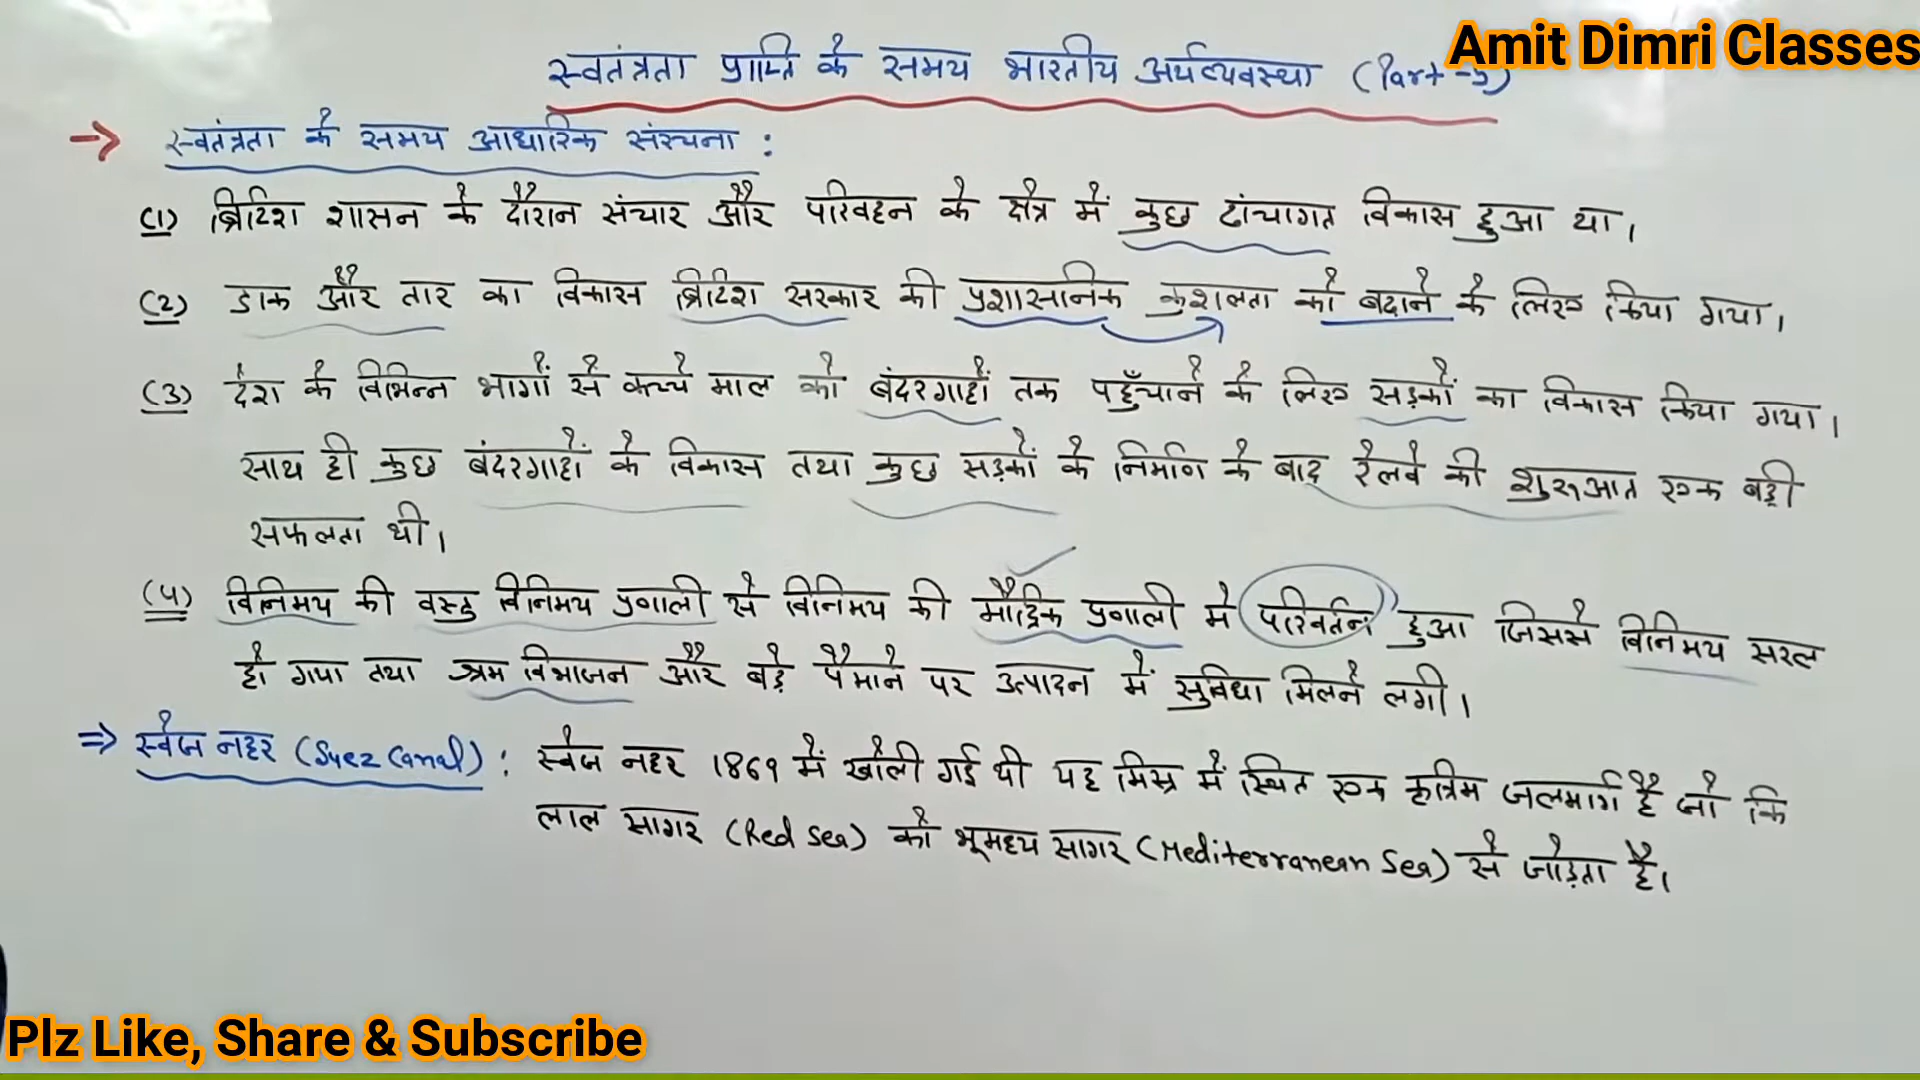 Amit Dimri Classes
स्वतंत्रता प्राप्ति के समय भारतीय अर्थव्यवस्था (Part-5)
→ स्वतंत्रता के समय आधारिक संरचना :
(1) ब्रिटिश शासन के दौरान संचार और परिवहन के क्षेत्र में कुछ ढांचागत विकास हुआ था।
(2) डाक और तार का विकास ब्रिटिश सरकार की प्रशासनिक कुशलता को बढाने के लिए किया गया।
(3) देश के विभिन्न भागों से कच्चे माल को बंदरगाहों तक पहुँचाने के लिए सड़कों का विकास किया गया।
साथ ही कुछ बंदरगाहों के विकास तथा कुछ सड़कों के निर्माण के बाद रेलवे की शुरुआत एक बड़ी
सफलता थी।
(4) विनिमय की वस्तु विनिमय प्रणाली से विनिमय की मौद्रिक प्रणाली में परिवर्तन हुआ जिससे विनिमय सरल
हो गया तथा श्रम विभाजन और बड़े पैमाने पर उत्पादन में सुविधा मिलने लगी।
⇒ स्वेज नहर (Suez Canal) : स्वेज नहर 1869 में खोली गई थी यह मिस्र में स्थित एक कृत्रिम जलमार्ग है जो कि
लाल सागर (Red Sea) को भूमध्य सागर (Mediterranean Sea) से जोड़ता है।
Plz Like, Share & Subscribe